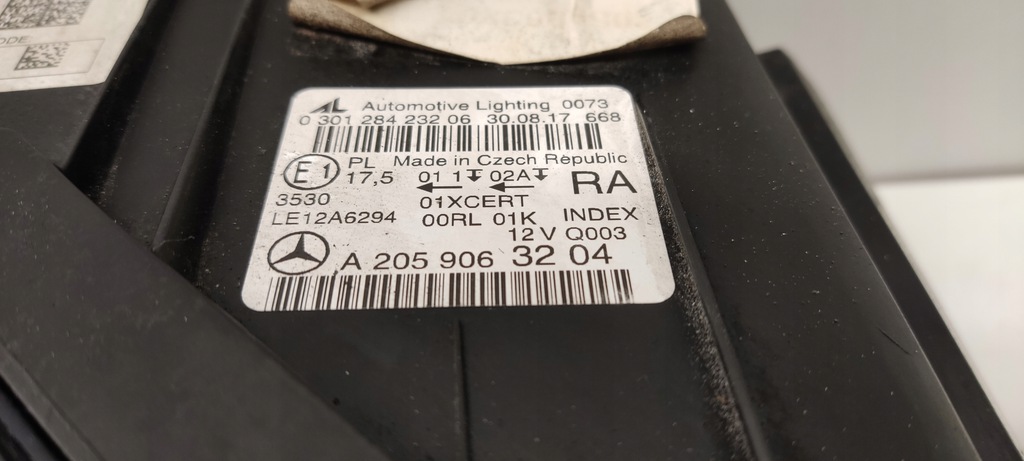 ODE
AL Automotive Lighting 0073
0 301 284 232 06 30.08.17 668
E1 PL Made in Czech Republic
17,5 01 1 02A RA
3530 01XCERT
LE12A6294 00RL 01K INDEX
12 V Q003
A 205 906 32 04